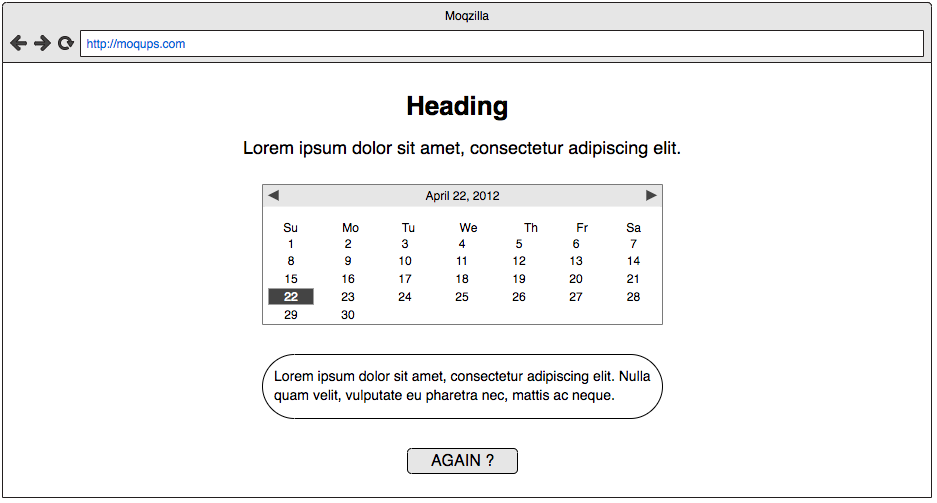 Moqzilla
http://moqups.com
Heading
Lorem ipsum dolor sit amet, consectetur adipiscing elit.
April 22, 2012
Su Mo Tu We Th Fr Sa
1 2 3 4 5 6 7
8 9 10 11 12 13 14
15 16 17 18 19 20 21
22 23 24 25 26 27 28
29 30
Lorem ipsum dolor sit amet, consectetur adipiscing elit. Nulla
quam velit, vulputate eu pharetra nec, mattis ac neque.
AGAIN ?